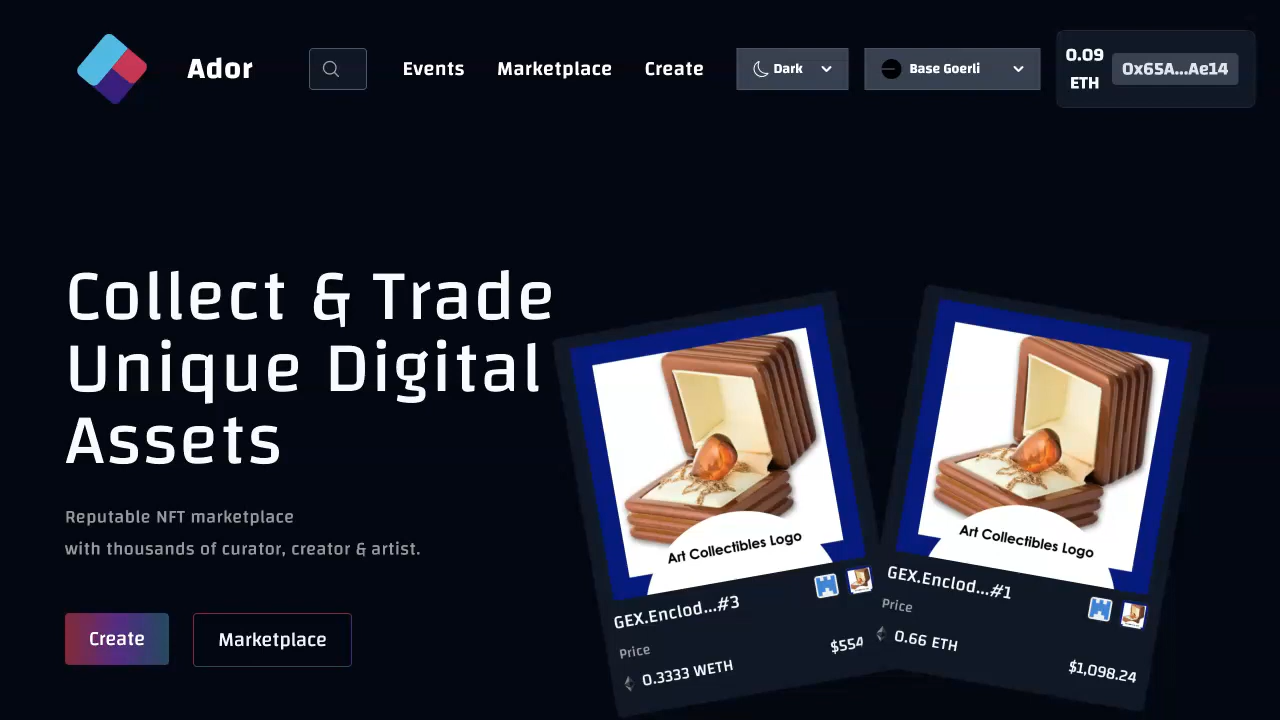 Ador
Events
Marketplace
Create
Dark
Base Goerli
0.09
ETH
0x65A...Ae14
Collect & Trade
Unique Digital
Assets
Reputable NFT marketplace
with thousands of curator, creator & artist.
Create
Marketplace
Art Collectibles Logo
GEX.Enclod...#3
Price
0.3333 WETH
$554
Art Collectibles Logo
GEX.Enclod...#1
Price
0.66 ETH
$1,098.24